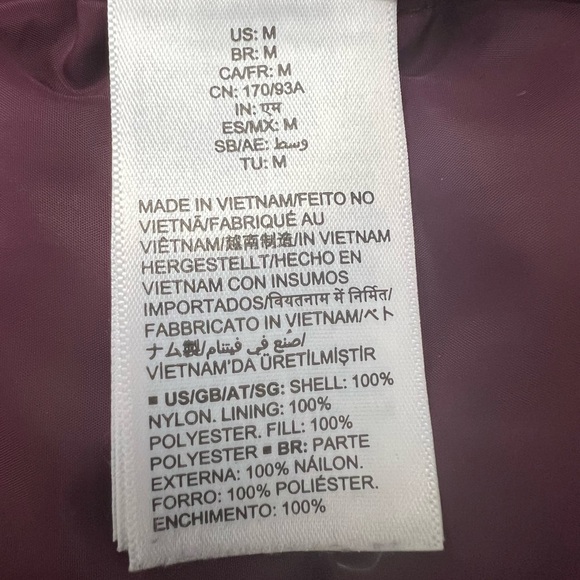 US: M
BR: M
CA/FR: M
CN: 170/93A
IN: एम
ES/MX: M
SB/AE: وسط
TU: M
MADE IN VIETNAM/FEITO NO
VIETNÃ/FABRIQUÉ AU
VIÊTNAM/越南制造/IN VIETNAM
HERGESTELLT/HECHO EN
VIETNAM CON INSUMOS
IMPORTADOS/वियतनाम में निर्मित/
FABBRICATO IN VIETNAM/ベト
ナム製/صُنع في فيتنام/
VİETNAM'DA ÜRETİLMİŞTİR
▪ US/GB/AT/SG: SHELL: 100%
NYLON. LINING: 100%
POLYESTER. FILL: 100%
POLYESTER ▪ BR: PARTE
EXTERNA: 100% NÁILON.
FORRO: 100% POLIÉSTER.
ENCHIMENTO: 100%